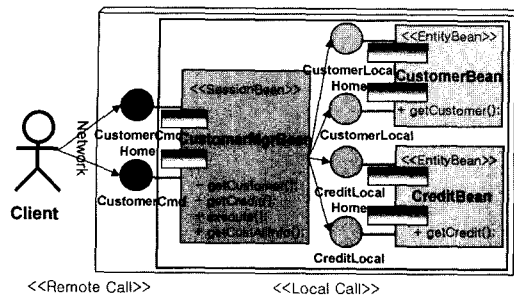 Client
Network
CustomerCmd
Home
CustomerCmd
<<SessionBean>>
CustomerMgrBean
- getCustomer();
- getCredit();
+ execute();
+ getCustAllInfo();
CustomerLocal
Home
CustomerLocal
<<EntityBean>>
CustomerBean
+ getCustomer();
CreditLocal
Home
CreditLocal
<<EntityBean>>
CreditBean
+ getCredit();
<<Remote Call>>
<<Local Call>>